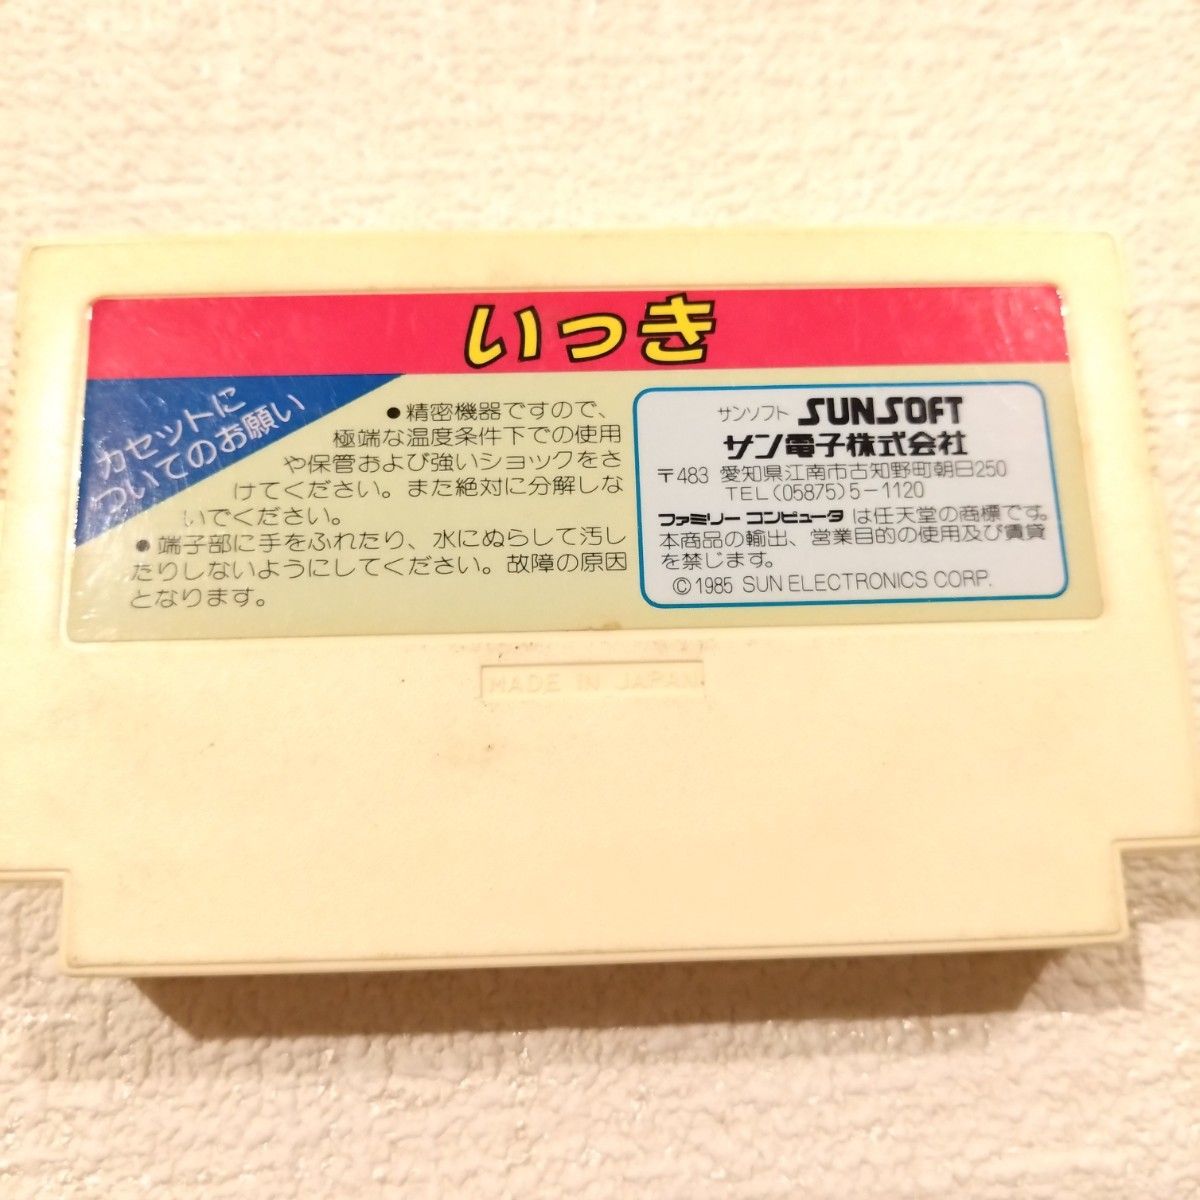 いっき
カセットに
ついてのお願い
●精密機器ですので、
極端な温度条件下での使用
や保管および強いショックをさ
けてください。また絶対に分解しな
いでください。
●端子部に手をふれたり、水にぬらして汚し
たりしないようにしてください。故障の原因
となります。
サンソフト SUNSOFT
サン電子株式会社
〒483 愛知県江南市古知野町朝日250
TEL(05875)5-1120
ファミリー コンピュータ は任天堂の商標です。
本商品の輸出、営業目的の使用及び賃貸
を禁じます。
©1985 SUN ELECTRONICS CORP.
MADE IN JAPAN